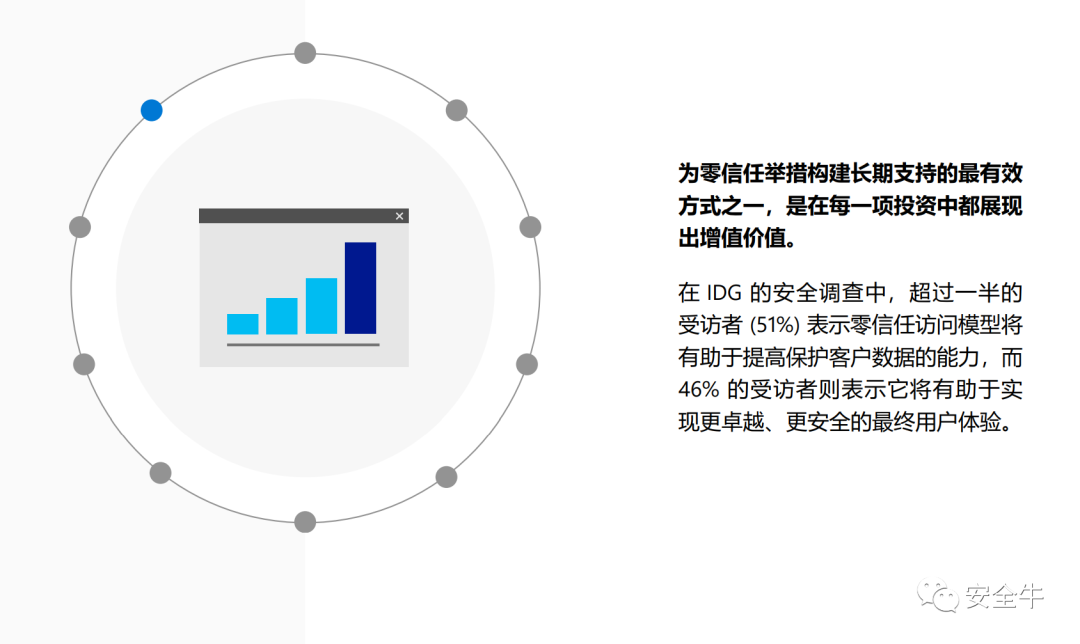 为零信任举措构建长期支持的最有效
方式之一，是在每一项投资中都展现
出增值价值。
在 IDG 的安全调查中，超过一半的
受访者 (51%) 表示零信任访问模型将
有助于提高保护客户数据的能力，而
46% 的受访者则表示它将有助于实
现更卓越、更安全的最终用户体验。
安全牛